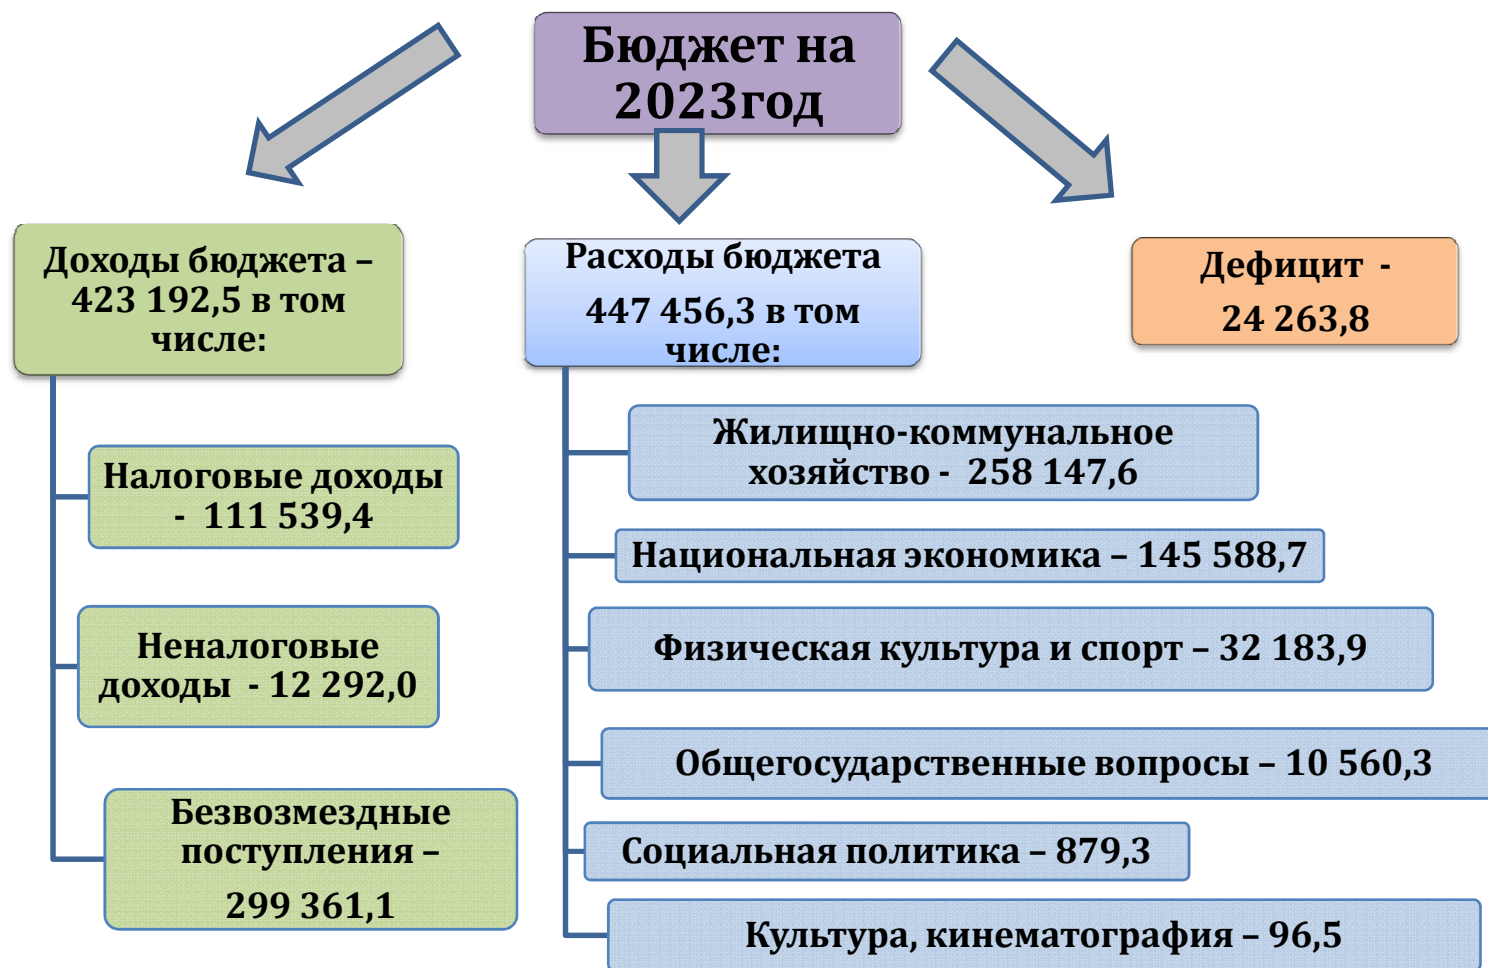 Бюджет на
2023год
Доходы бюджета –
423 192,5 в том
числе:
Налоговые доходы
- 111 539,4
Неналоговые
доходы - 12 292,0
Безвозмездные
поступления –
299 361,1
Расходы бюджета
447 456,3 в том
числе:
Жилищно-коммунальное
хозяйство - 258 147,6
Национальная экономика – 145 588,7
Физическая культура и спорт – 32 183,9
Общегосударственные вопросы – 10 560,3
Социальная политика – 879,3
Культура, кинематография – 96,5
Дефицит -
24 263,8